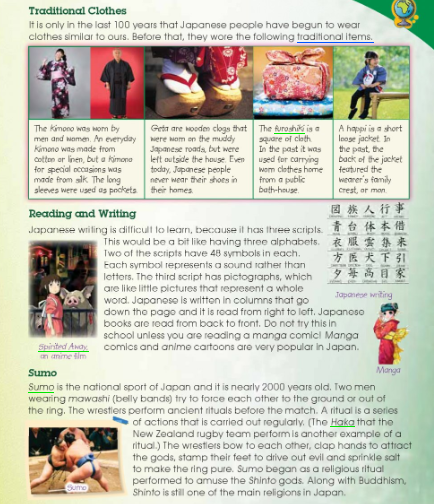 Traditional Clothes
It is only in the last 100 years that Japanese people have begun to wear
clothes similar to ours. Before that, they wore the following traditional items.
The kimono was worn by
men and women. An everyday
kimono was made from
cotton or linen, but a kimono
for special occasions was
made from silk. The long
sleeves were used as pockets.
Geta are wooden clogs that
were worn on the muddy
Japanese roads, but were
left outside the house. Even
today, Japanese people
never wear their shoes in
their homes.
The furoshiki is a
square of cloth.
In the past it was
used for carrying
warm clothes home
from a public
bath-house.
A happi is a short
loose jacket. In
the past, the
back of the jacket
featured the
wearer's family
crest, or mon.
Reading and Writing
Japanese writing is difficult to learn, because it has three scripts.
This would be a bit like having three alphabets.
Two of the scripts have 48 symbols in each.
Each symbol represents a sound rather than
letters. The third script has pictographs, which
are like little pictures that represent a whole
word. Japanese is written in columns that go
down the page and it is read from right to left. Japanese
books are read from back to front. Do not try this in
school unless you are reading a manga comic! Manga
comics and anime cartoons are very popular in Japan.
Spirited Away,
an anime film
国 族 人 行 事
青 台 体 本 借
衣 服 雲 集 来
方 医 犬 下 引
夕 毎 高 目 家
Japanese writing
Manga
Sumo
Sumo is the national sport of Japan and it is nearly 2000 years old. Two men
wearing mawashi (belly bands) try to force each other to the ground or out of
the ring. The wrestlers perform ancient rituals before the match. A ritual is a series
of actions that is carried out regularly. (The Haka that the
New Zealand rugby team perform is another example of a
ritual.) The wrestlers bow to each other, clap hands to attract
the gods, stamp their feet to drive out evil and sprinkle salt
to make the ring pure. Sumo began as a religious ritual
performed to amuse the Shinto gods. Along with Buddhism,
Shinto is still one of the main religions in Japan.
Sumo